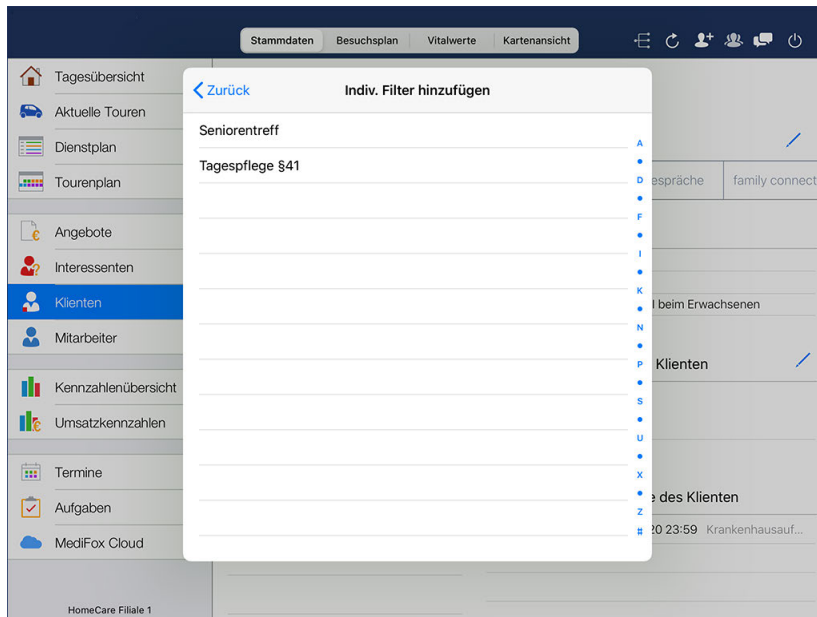 Stammdaten Besuchsplan Vitalwerte Kartenansicht
Tagesübersicht
Aktuelle Touren
Dienstplan
Tourenplan
Angebote
Interessenten
Klienten
Mitarbeiter
Kennzahlenübersicht
Umsatzkennzahlen
Termine
Aufgaben
MediFox Cloud
HomeCare Filiale 1
Zurück Indiv. Filter hinzufügen
Seniorentreff
Tagespflege §41
A
D
F
I
K
N
P
S
U
X
Z
#
espräche family connect
l beim Erwachsenen
Klienten
e des Klienten
20 23:59 Krankenhausauf...